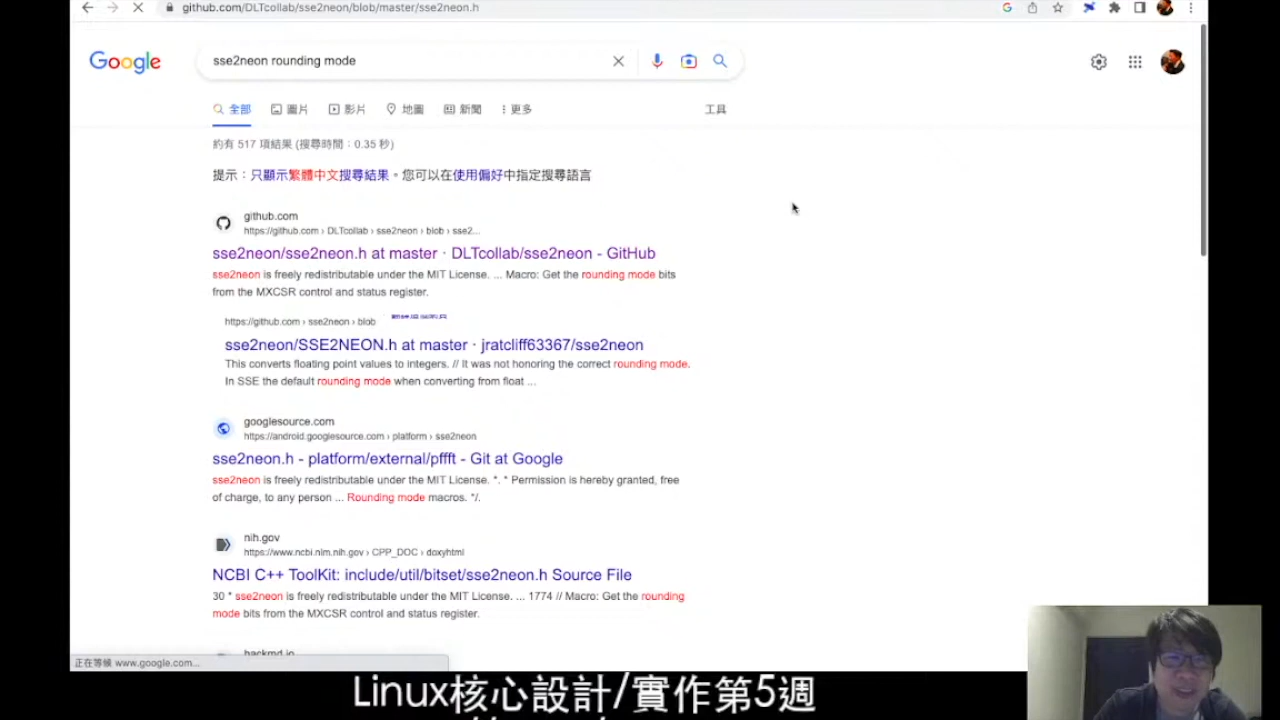 github.com/DLTcollab/sse2neon/blob/master/sse2neon.h
Google
sse2neon rounding mode
全部 圖片 影片 地圖 新聞 更多 工具
約有 517 項結果 (搜尋時間：0.35 秒)
提示：只顯示繁體中文搜尋結果。您可以在使用偏好中指定搜尋語言
github.com
https://github.com › DLTcollab › sse2neon › blob › sse2...
sse2neon/sse2neon.h at master · DLTcollab/sse2neon - GitHub
sse2neon is freely redistributable under the MIT License. ... Macro: Get the rounding mode bits
from the MXCSR control and status register.
https://github.com › sse2neon › blob
sse2neon/SSE2NEON.h at master · jratcliff63367/sse2neon
This converts floating point values to integers. // It was not honoring the correct rounding mode.
In SSE the default rounding mode when converting from float ...
googlesource.com
https://android.googlesource.com › platform › sse2neon
sse2neon.h - platform/external/pffft - Git at Google
sse2neon is freely redistributable under the MIT License. *. * Permission is hereby granted, free
of charge, to any person ... Rounding mode macros. */.
nih.gov
https://www.ncbi.nlm.nih.gov › CPP_DOC › doxyhtml
NCBI C++ ToolKit: include/util/bitset/sse2neon.h Source File
30 * sse2neon is freely redistributable under the MIT License. ... 1774 // Macro: Get the rounding
mode bits from the MXCSR control and status register.
hackmd.io
正在等候 www.google.com...
Linux核心設計/實作第5週